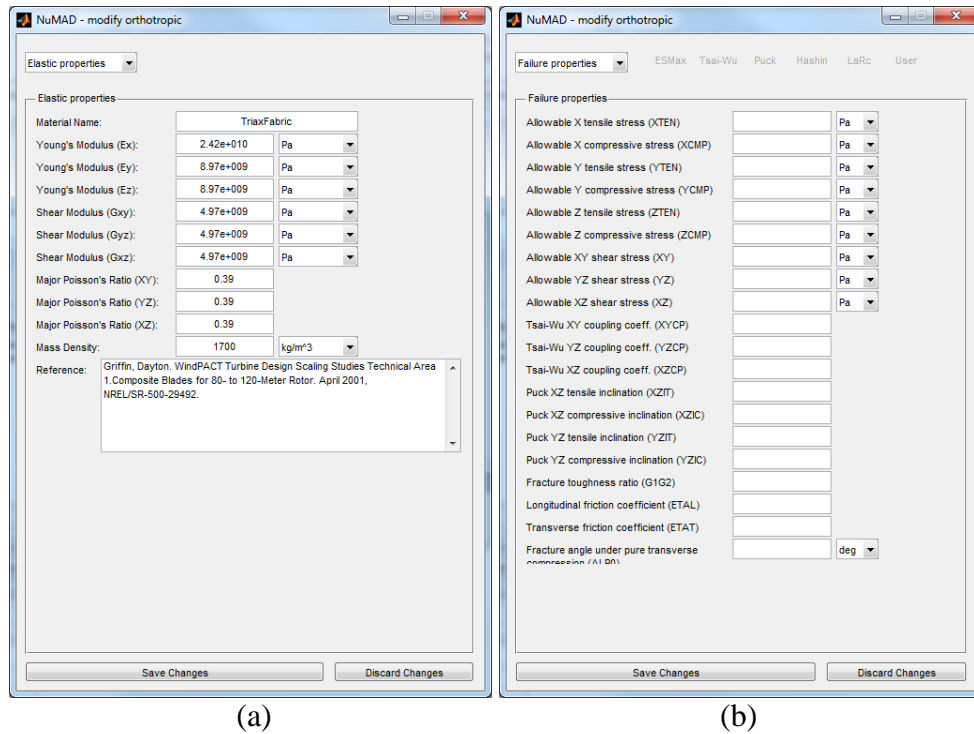 NuMAD - modify orthotropic
Elastic properties
Elastic properties
Material Name: TriaxFabric
Young's Modulus (Ex): 2.42e+010 Pa
Young's Modulus (Ey): 8.97e+009 Pa
Young's Modulus (Ez): 8.97e+009 Pa
Shear Modulus (Gxy): 4.97e+009 Pa
Shear Modulus (Gyz): 4.97e+009 Pa
Shear Modulus (Gxz): 4.97e+009 Pa
Major Poisson's Ratio (XY): 0.39
Major Poisson's Ratio (YZ): 0.39
Major Poisson's Ratio (XZ): 0.39
Mass Density: 1700 kg/m^3
Reference: Griffin, Dayton. WindPACT Turbine Design Scaling Studies Technical Area
1.Composite Blades for 80- to 120-Meter Rotor. April 2001,
NREL/SR-500-29492.
Save Changes Discard Changes
(a)
NuMAD - modify orthotropic
Failure properties ESMax Tsai-Wu Puck Hashin LaRc User
Failure properties
Allowable X tensile stress (XTEN) Pa
Allowable X compressive stress (XCMP) Pa
Allowable Y tensile stress (YTEN) Pa
Allowable Y compressive stress (YCMP) Pa
Allowable Z tensile stress (ZTEN) Pa
Allowable Z compressive stress (ZCMP) Pa
Allowable XY shear stress (XY) Pa
Allowable YZ shear stress (YZ) Pa
Allowable XZ shear stress (XZ) Pa
Tsai-Wu XY coupling coeff. (XYCP)
Tsai-Wu YZ coupling coeff. (YZCP)
Tsai-Wu XZ coupling coeff. (XZCP)
Puck XZ tensile inclination (XZIT)
Puck XZ compressive inclination (XZIC)
Puck YZ tensile inclination (YZIT)
Puck YZ compressive inclination (YZIC)
Fracture toughness ratio (G1G2)
Longitudinal friction coefficient (ETAL)
Transverse friction coefficient (ETAT)
Fracture angle under pure transverse deg
compression (ALP0)
Save Changes Discard Changes
(b)